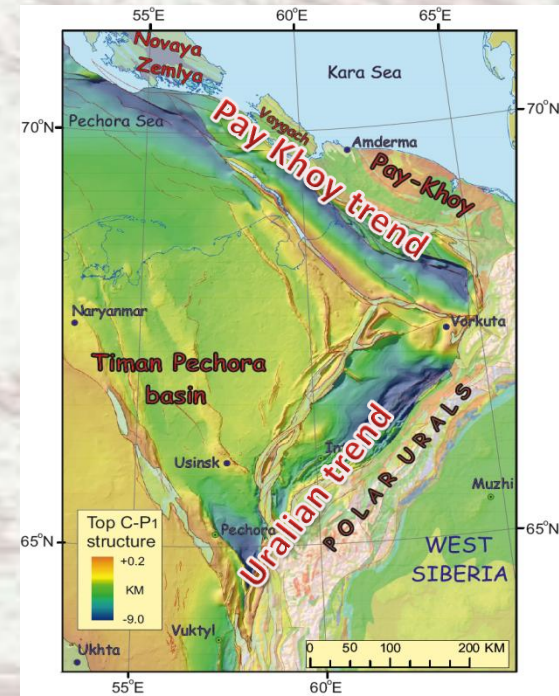 55°E
60°E
65°E
Novaya
Zemlya
Kara Sea
Pechora Sea
70°N
70°N
Vaygach
Amderma
Pay-Khoy
Pay Khoy trend
Naryanmar
Vorkuta
Timan Pechora
basin
Usinsk
In
POLAR URALS
Uralian trend
Muzhi
Top C-P1
structure
+0.2
KM
-9.0
Pechora
65°N
65°N
WEST
SIBERIA
Vuktyl
0 50 100 200 KM
Ukhta
55°E
60°E